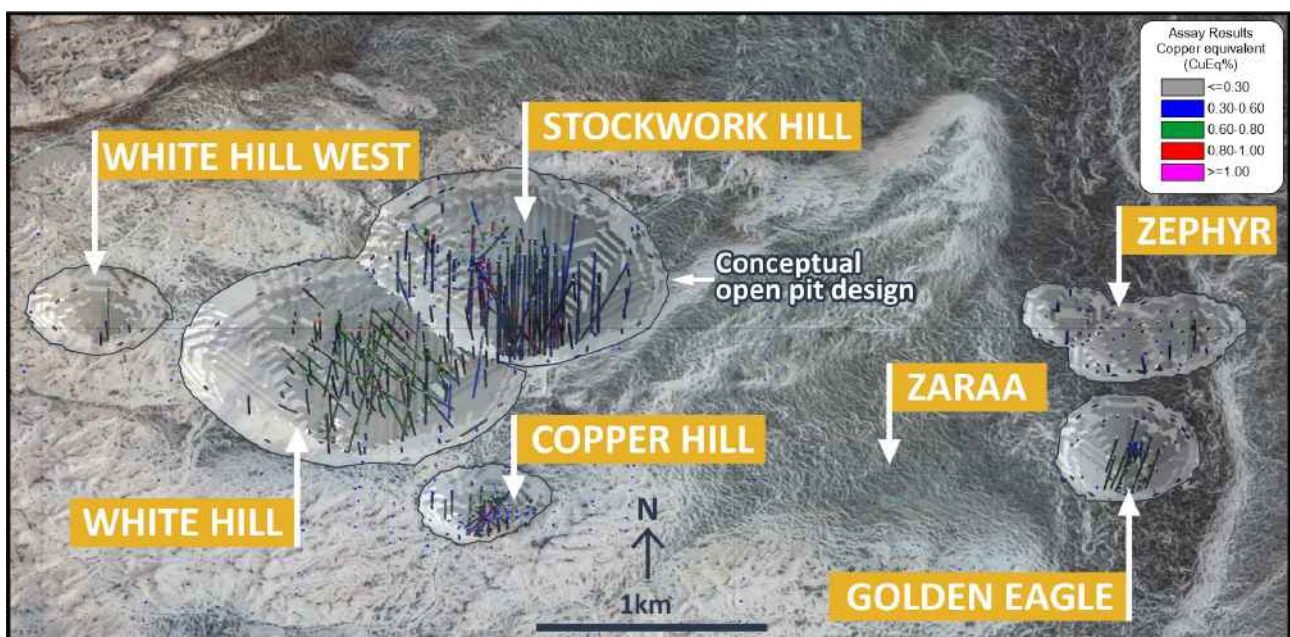 Assay Results
Copper equivalent
(CuEq%)
<=0.30
0.30-0.60
0.60-0.80
0.80-1.00
>=1.00
STOCKWORK HILL
WHITE HILL WEST
ZEPHYR
Conceptual
open pit design
ZARAA
COPPER HILL
WHITE HILL
N
GOLDEN EAGLE
1km